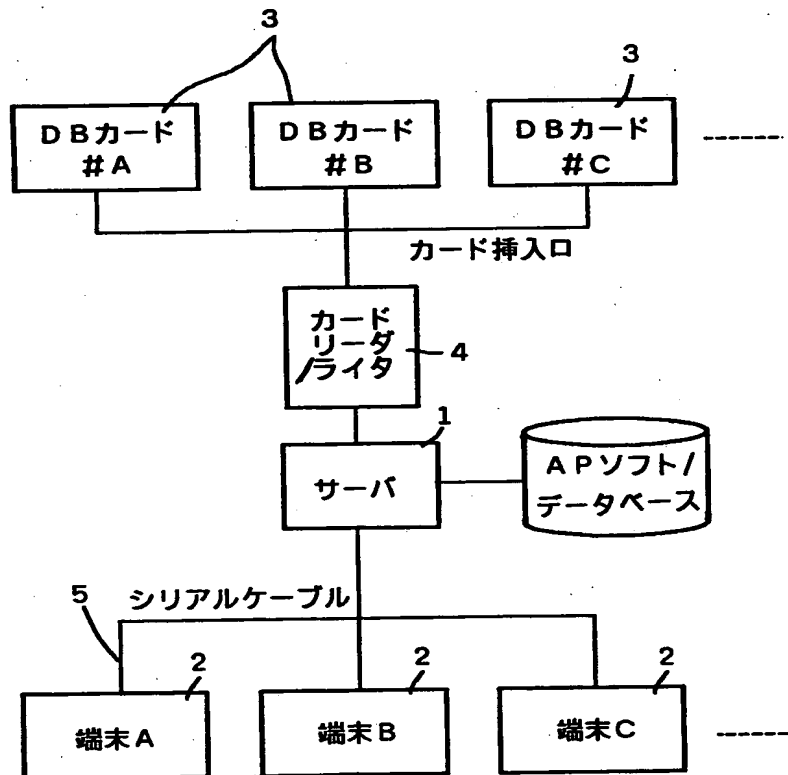 3
3
DBカード
#A
DBカード
#B
DBカード
#C
カード挿入口
カード
リーダ
/ライタ
4
1
サーバ
APソフト/
データベース
5
シリアルケーブル
2
2
2
端末A
端末B
端末C